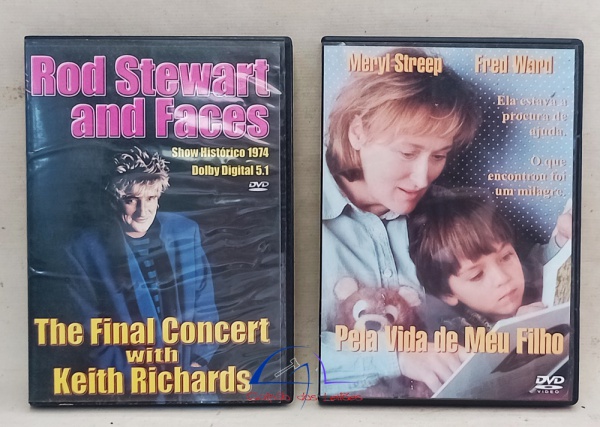 Rod Stewart
and Faces
Show Histórico 1974
Dolby Digital 5.1
DVD
The Final Concert
with
Keith Richards
Meryl Streep Fred Ward
Ela estava a
procura de
ajuda.
O que
encontrou foi
um milagre.
Pela Vida de Meu Filho
DVD
VIDEO